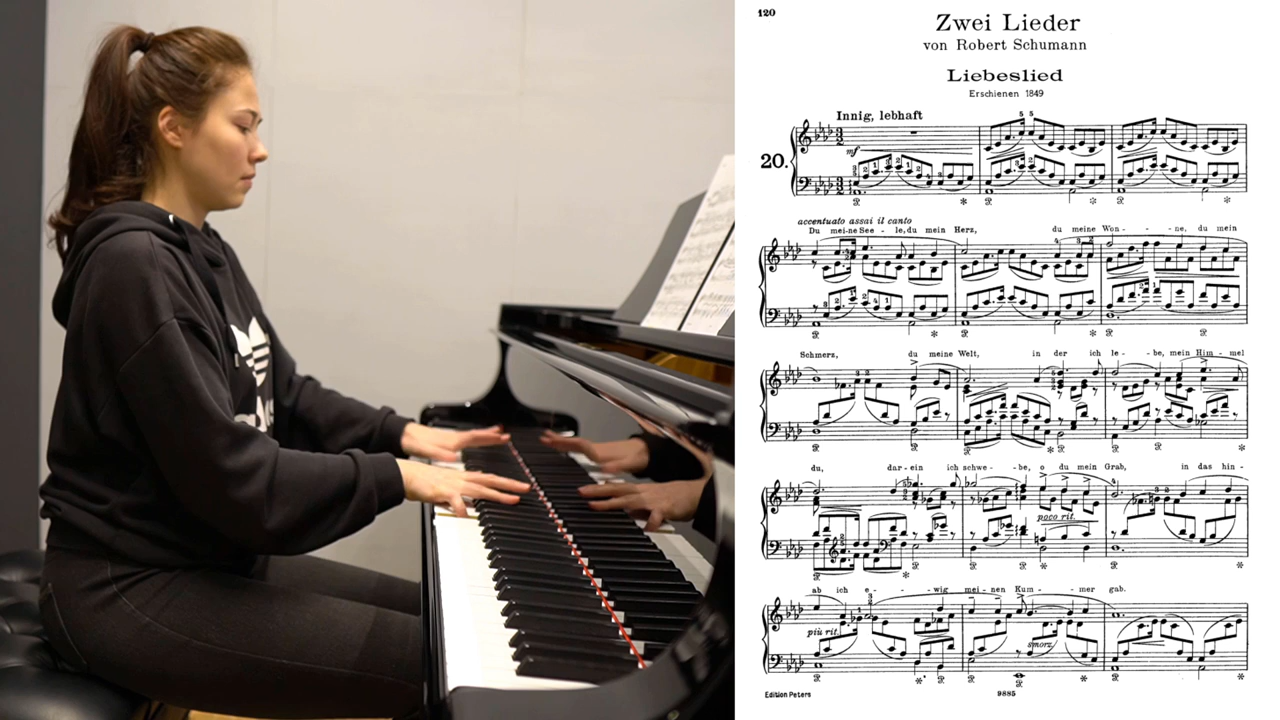 120
Zwei Lieder
von Robert Schumann
Liebeslied
Erschienen 1849
Innig, lebhaft
20.
mf
accentuato assai il canto
Du mei-ne See - le, du mein Herz, du meine Won - - - ne, du mein
Schmerz, du meine Welt, in der ich le - be, mein Him - mel
du, dar-ein ich schwe - be, o du mein Grab, in das hin-
poco rit.
ab ich e - - wig mei - nen Kum - - mer gab.
più rit.
smorz.
Edition Peters
9885